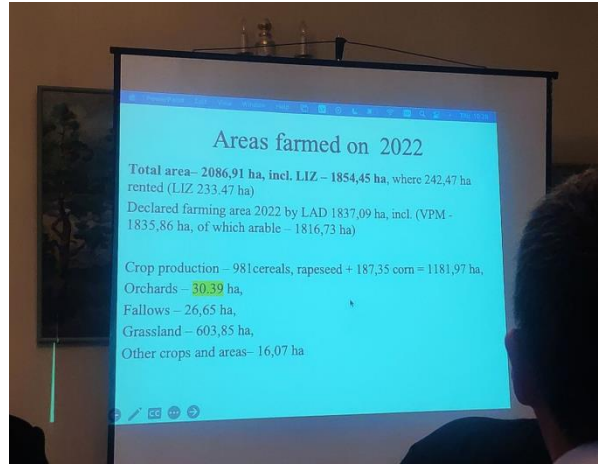 Areas farmed on 2022
Total area– 2086,91 ha, incl. LIZ – 1854,45 ha, where 242,47 ha
rented (LIZ 233.47 ha)
Declared farming area 2022 by LAD 1837,09 ha, incl. (VPM -
1835,86 ha, of which arable – 1816,73 ha)
Crop production – 981cereals, rapeseed + 187,35 corn = 1181,97 ha,
Orchards – 30.39 ha,
Fallows – 26,65 ha,
Grassland – 603,85 ha,
Other crops and areas– 16,07 ha
CC